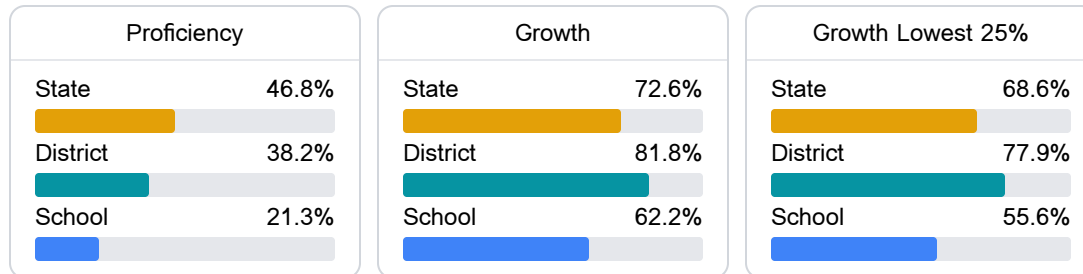 Proficiency
State 46.8%
District 38.2%
School 21.3%
Growth
State 72.6%
District 81.8%
School 62.2%
Growth Lowest 25%
State 68.6%
District 77.9%
School 55.6%